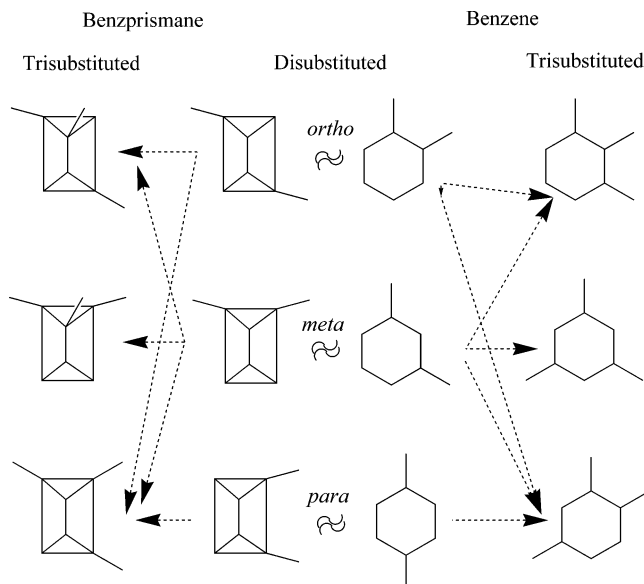 Benzprismane Benzene
Trisubstituted Disubstituted Trisubstituted
ortho
meta
para